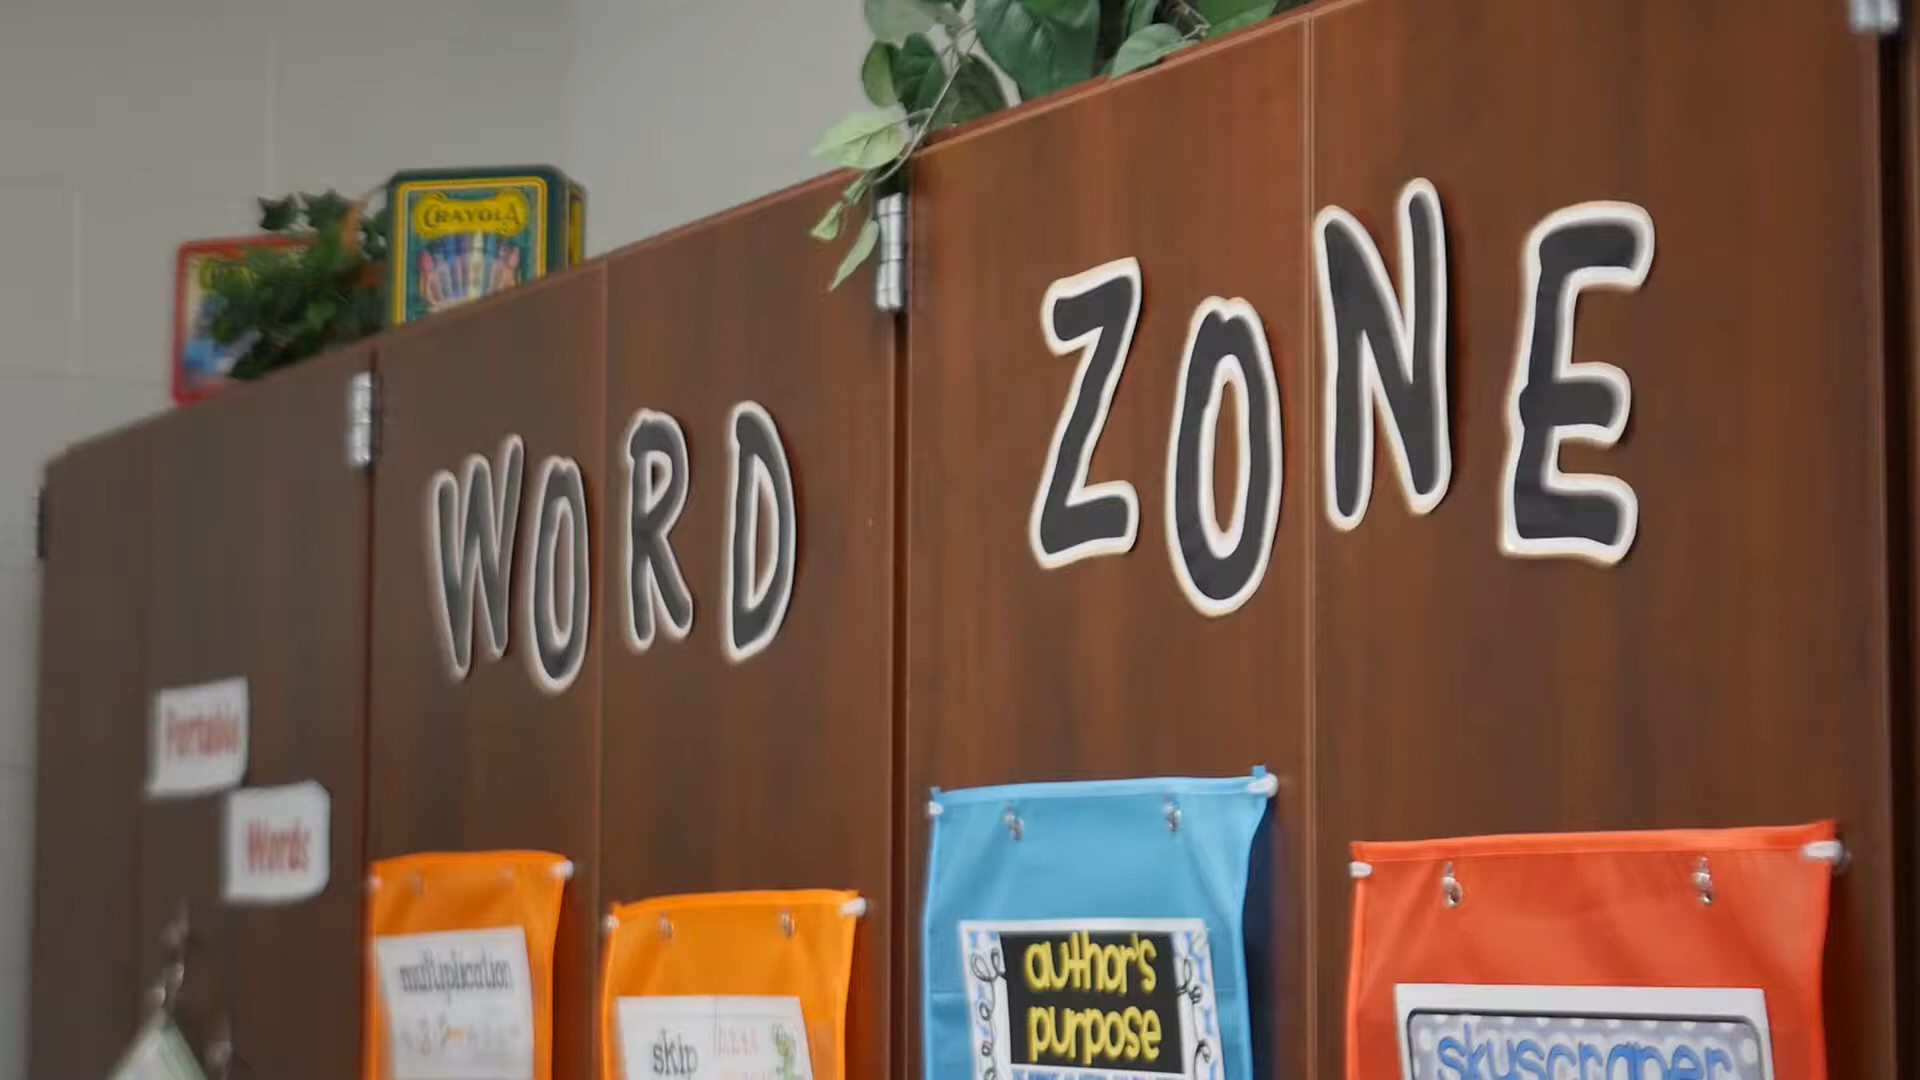 CRAYOLA
WORD ZONE
Portable
Words
multiplication
skip
author's
purpose
skyscraper